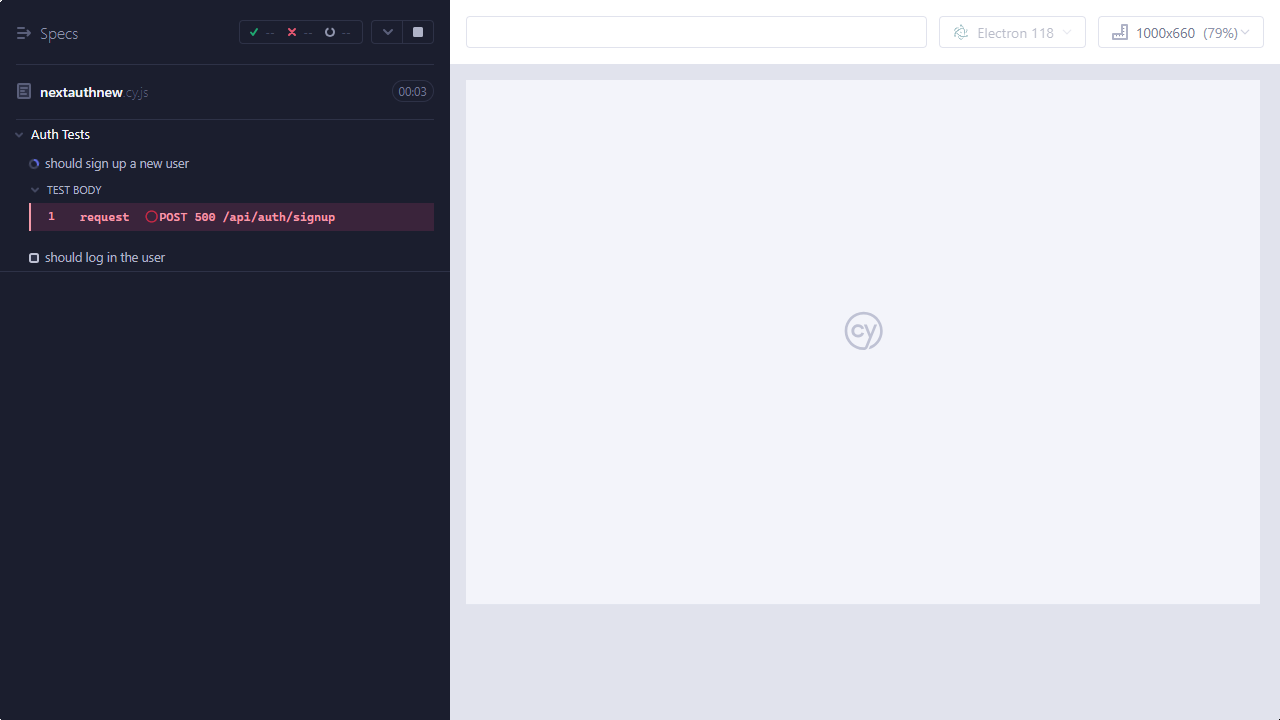 Specs
-- -- --
nextauthnew cy.js
00:03
Auth Tests
should sign up a new user
TEST BODY
1 request POST 500 /api/auth/signup
should log in the user
Electron 118
1000x660 (79%)
cy